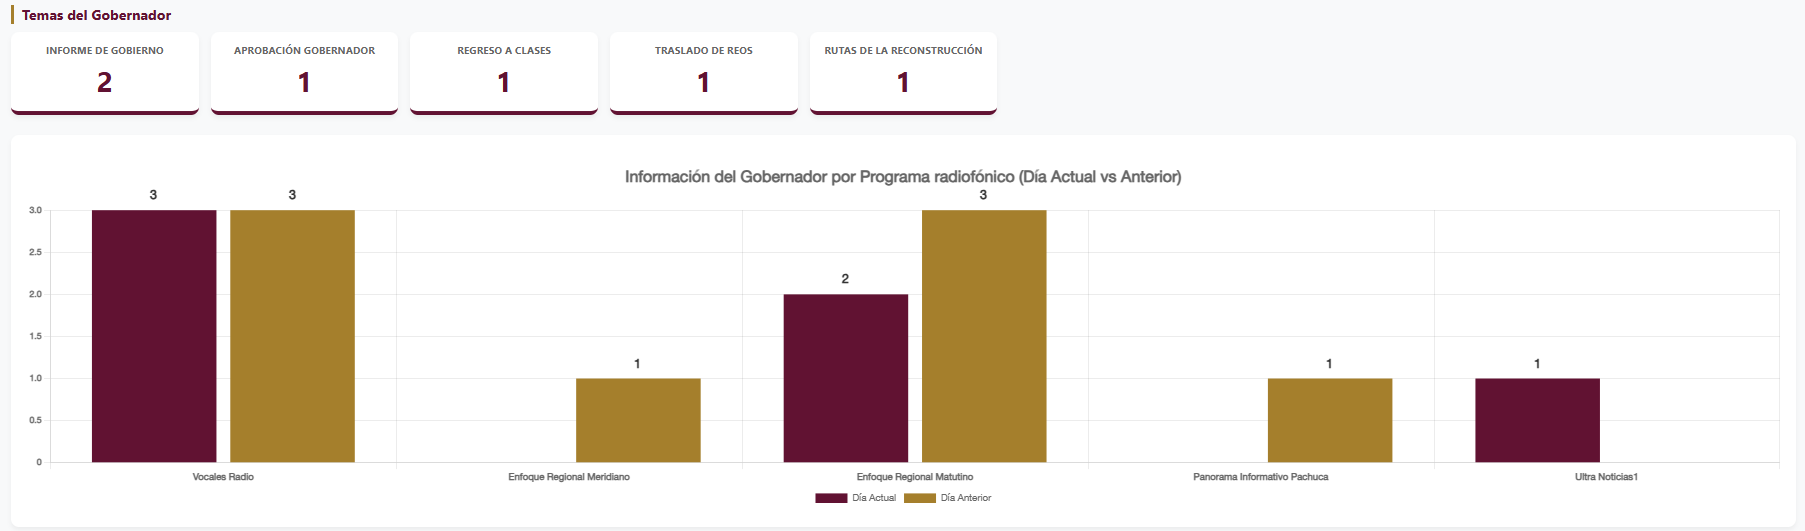 Temas del Gobernador
INFORME DE GOBIERNO
2
APROBACIÓN GOBERNADOR
1
REGRESO A CLASES
1
TRASLADO DE REOS
1
RUTAS DE LA RECONSTRUCCIÓN
1
Información del Gobernador por Programa radiofónico (Día Actual vs Anterior)
3 3 1 2 3 1 1
3.0
2.5
2.0
1.5
1.0
0.5
0
Vocales Radio Enfoque Regional Meridiano Enfoque Regional Matutino Panorama Informativo Pachuca Ultra Noticias1
Día Actual Día Anterior